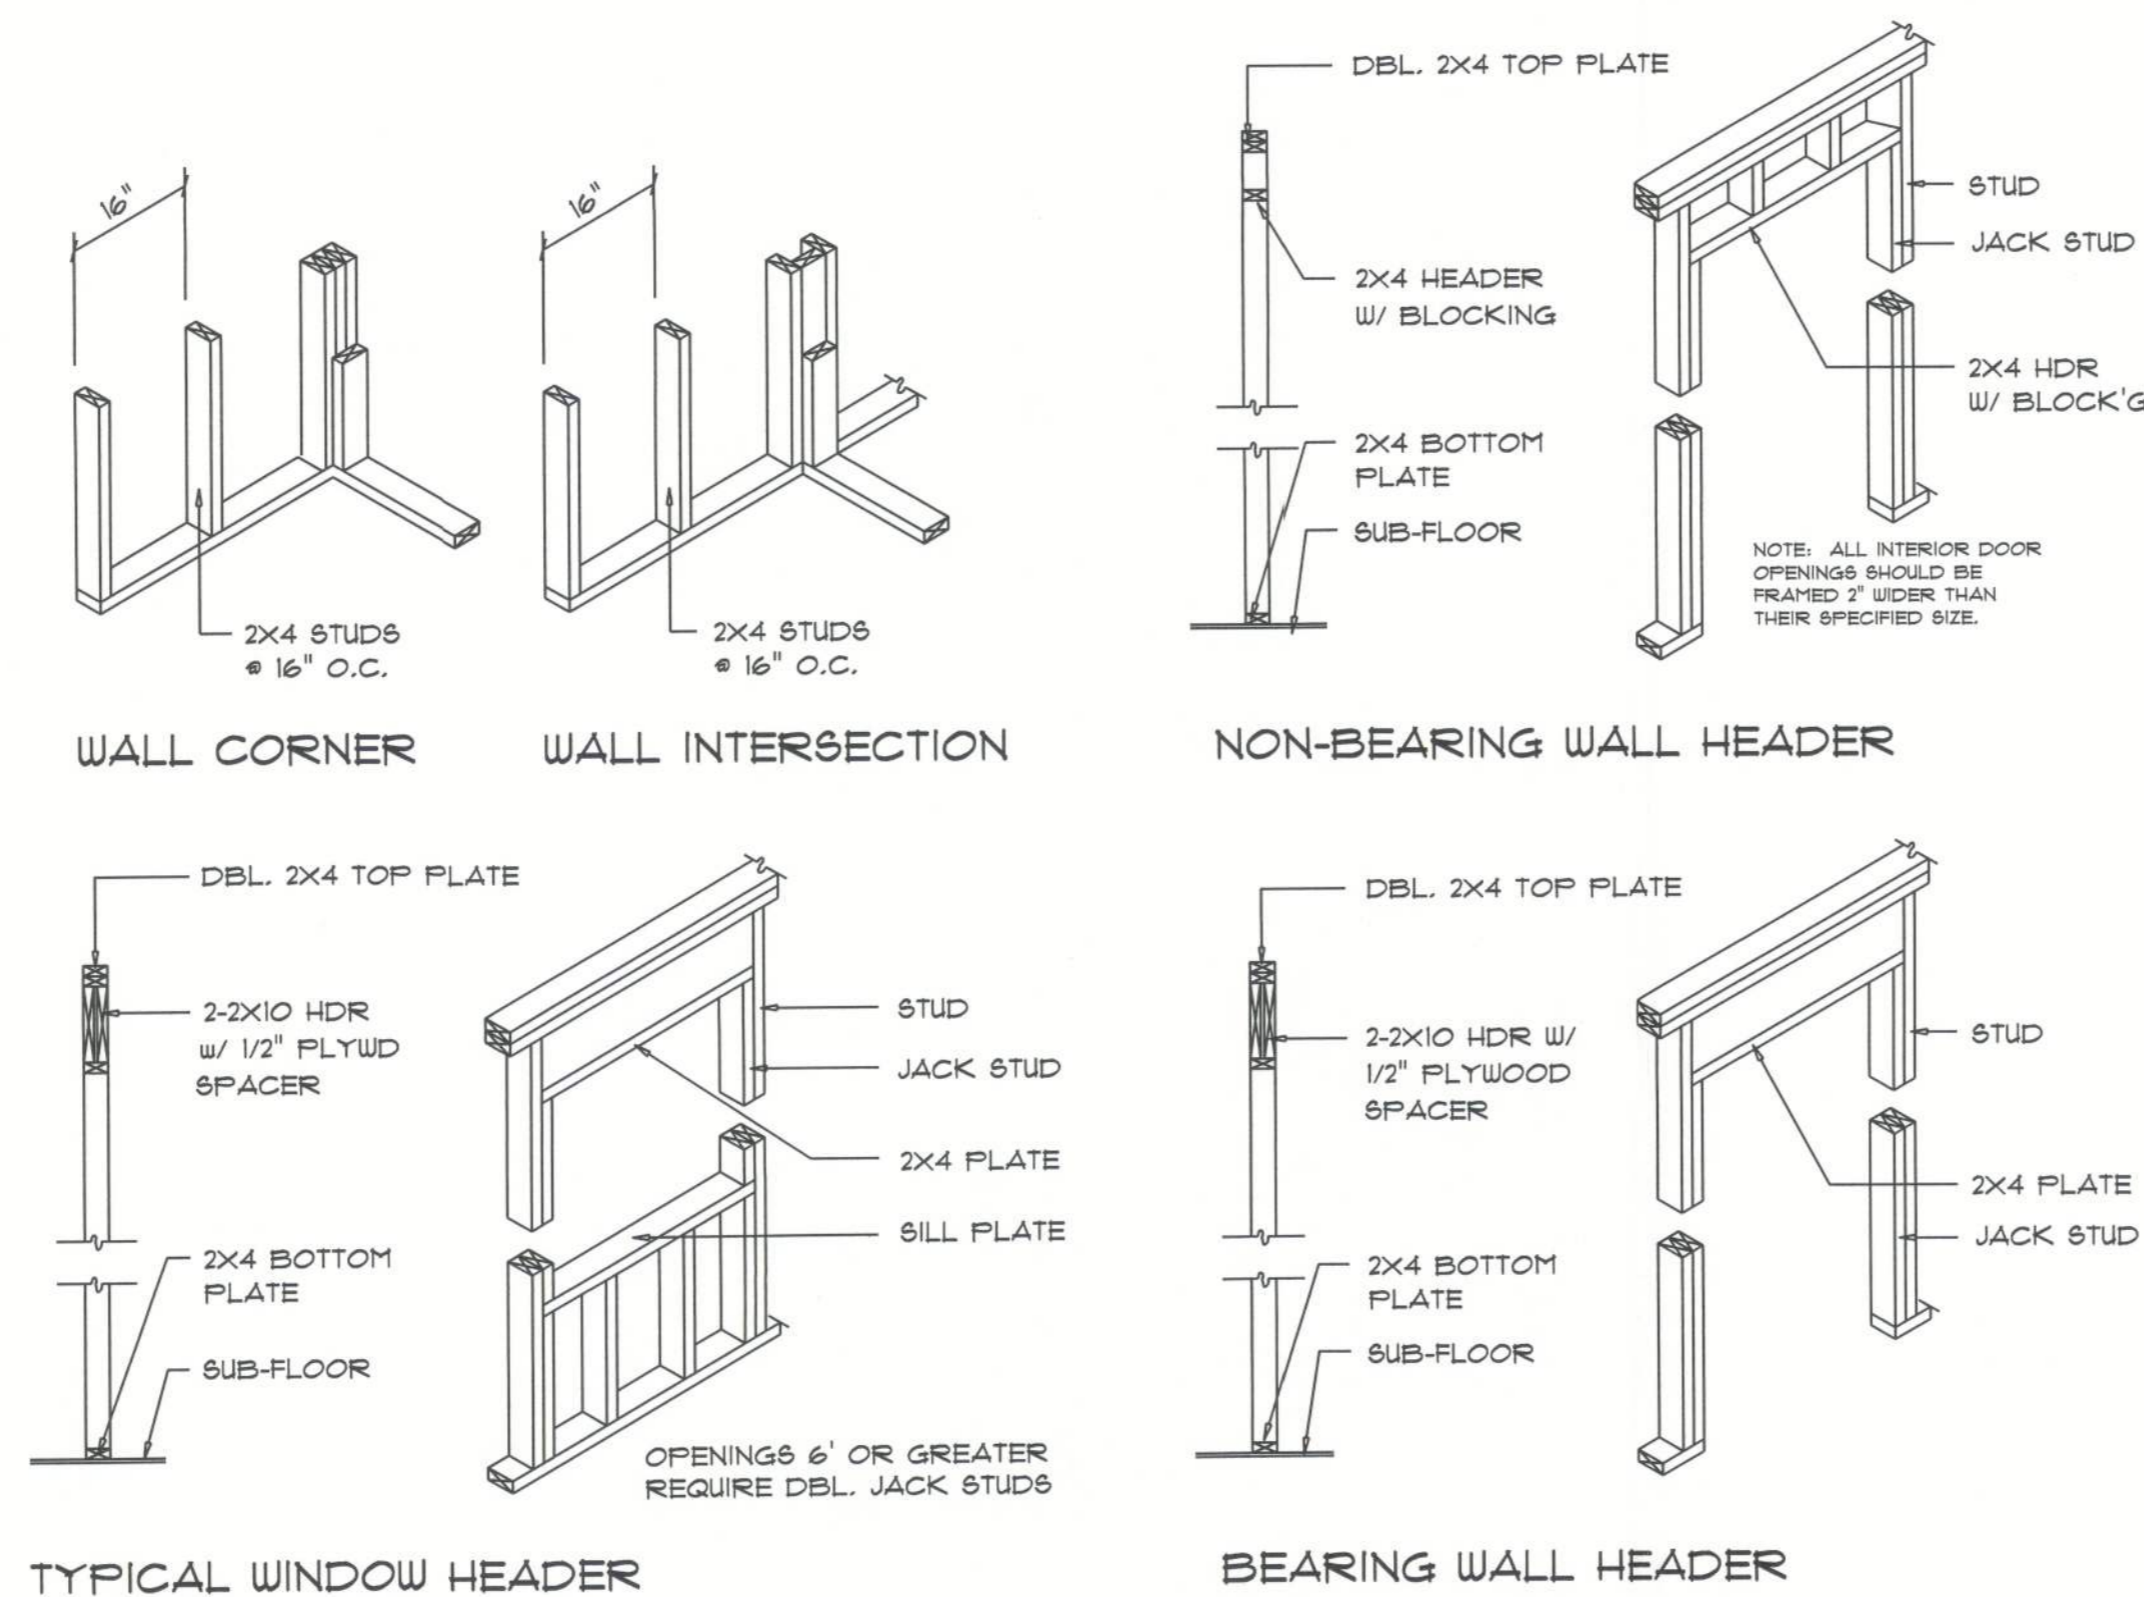 16"
2X4 STUDS
@ 16" O.C.
WALL CORNER
16"
2X4 STUDS
@ 16" O.C.
WALL INTERSECTION
DBL. 2X4 TOP PLATE
2X4 HEADER
W/ BLOCKING
2X4 BOTTOM
PLATE
SUB-FLOOR
STUD
JACK STUD
2X4 HDR
W/ BLOCK'G
NOTE: ALL INTERIOR DOOR
OPENINGS SHOULD BE
FRAMED 2" WIDER THAN
THEIR SPECIFIED SIZE.
NON-BEARING WALL HEADER
DBL. 2X4 TOP PLATE
2-2X10 HDR
w/ 1/2" PLYWD
SPACER
2X4 BOTTOM
PLATE
SUB-FLOOR
STUD
JACK STUD
2X4 PLATE
SILL PLATE
OPENINGS 6' OR GREATER
REQUIRE DBL. JACK STUDS
TYPICAL WINDOW HEADER
DBL. 2X4 TOP PLATE
2-2X10 HDR W/
1/2" PLYWOOD
SPACER
2X4 BOTTOM
PLATE
SUB-FLOOR
STUD
2X4 PLATE
JACK STUD
BEARING WALL HEADER